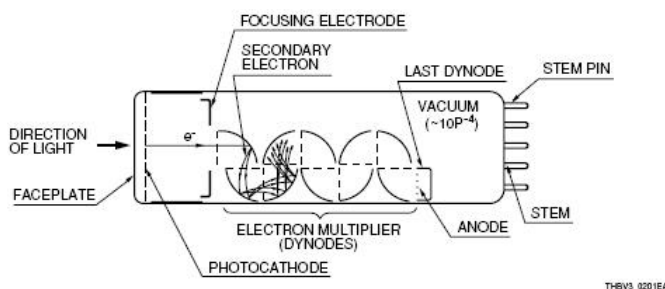 FOCUSING ELECTRODE
SECONDARY
ELECTRON
LAST DYNODE
STEM PIN
VACUUM
(~10P⁻⁴)
DIRECTION
OF LIGHT
e⁻
FACEPLATE
STEM
ELECTRON MULTIPLIER
(DYNODES)
ANODE
PHOTOCATHODE
THBV3_0201EA